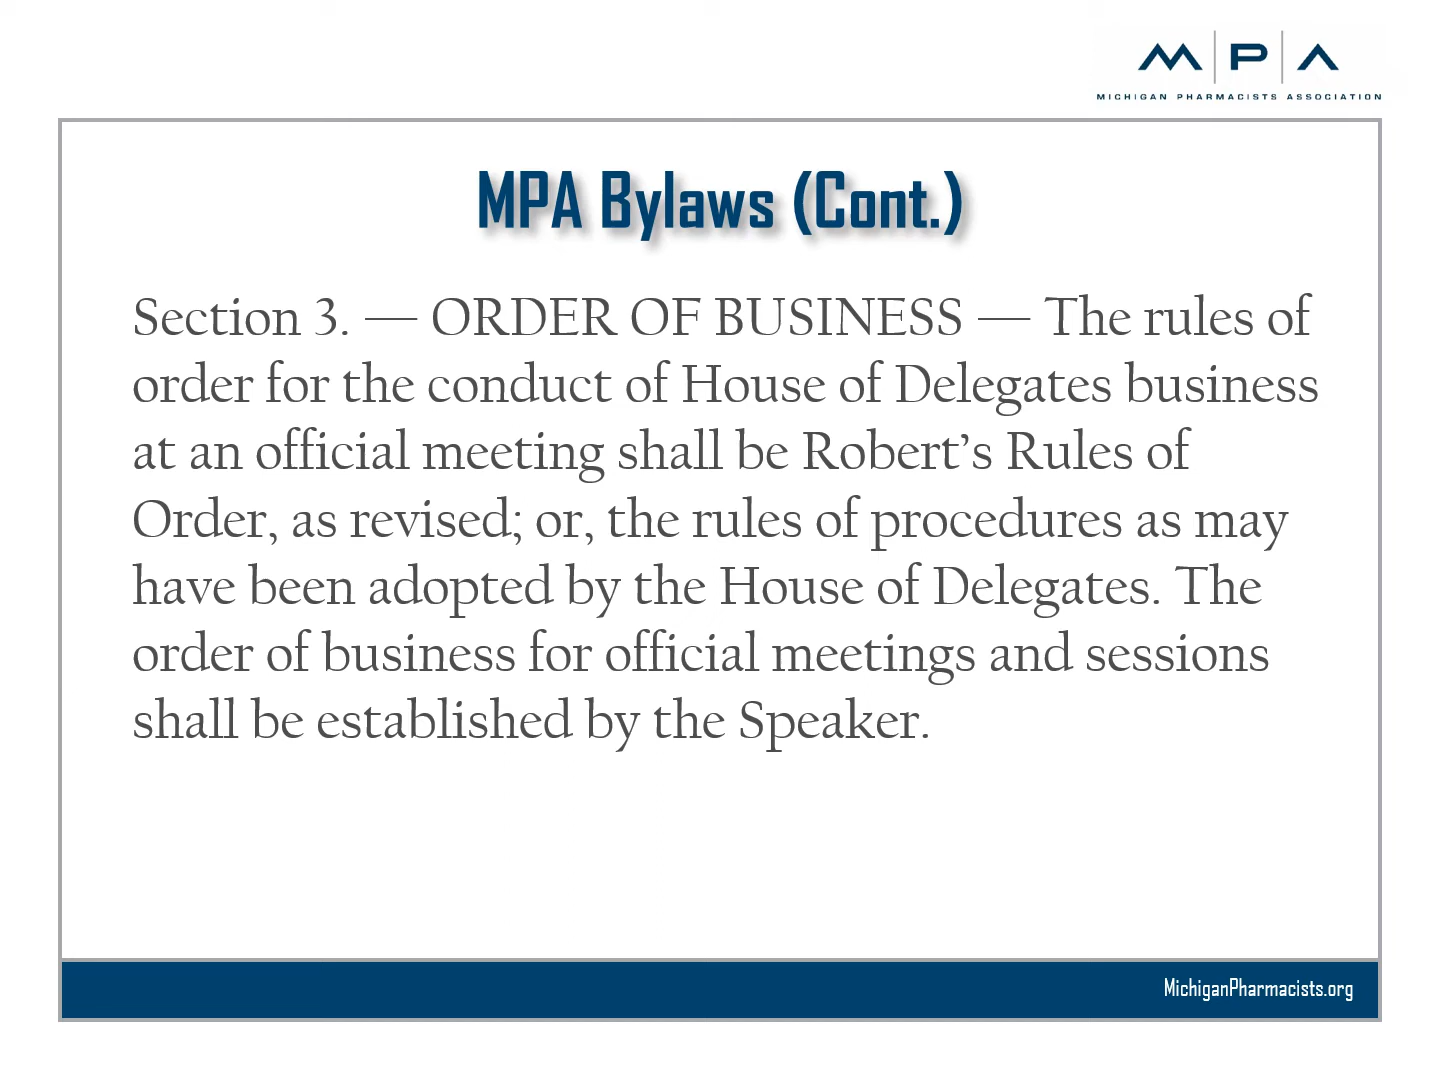 MPA
MICHIGAN PHARMACISTS ASSOCIATION
MPA Bylaws (Cont.)
Section 3. — ORDER OF BUSINESS — The rules of
order for the conduct of House of Delegates business
at an official meeting shall be Robert’s Rules of
Order, as revised; or, the rules of procedures as may
have been adopted by the House of Delegates. The
order of business for official meetings and sessions
shall be established by the Speaker.
MichiganPharmacists.org